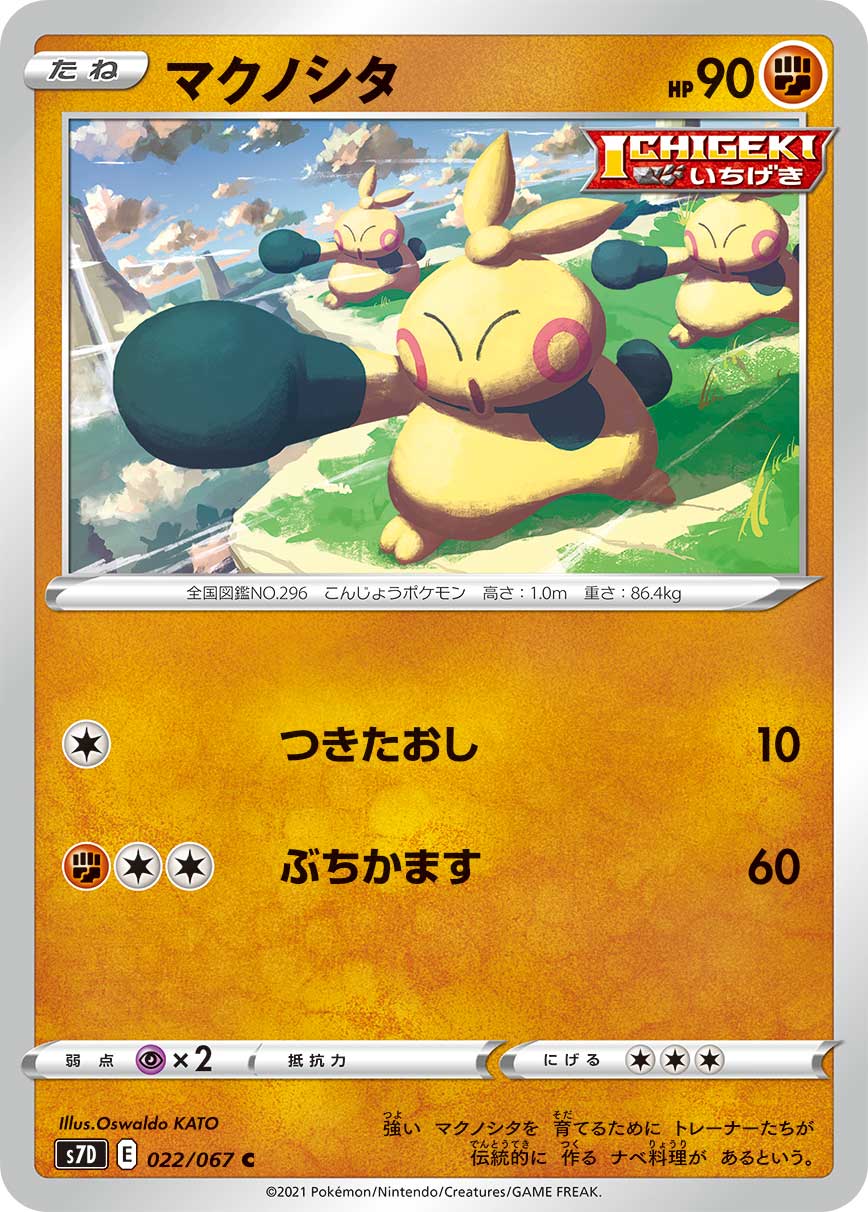 たね マクノシタ HP90
ICHIGEKI
いちげき
全国図鑑NO.296 こんじょうポケモン 高さ：1.0m 重さ：86.4kg
つきたおし 10
ぶちかます 60
弱点 ×2 抵抗力 にげる
Illus.Oswaldo KATO
強い マクノシタを 育てるために トレーナーたちが
伝統的に 作る ナベ料理が あるという。
s7D E 022/067 C
©2021 Pokémon/Nintendo/Creatures/GAME FREAK.